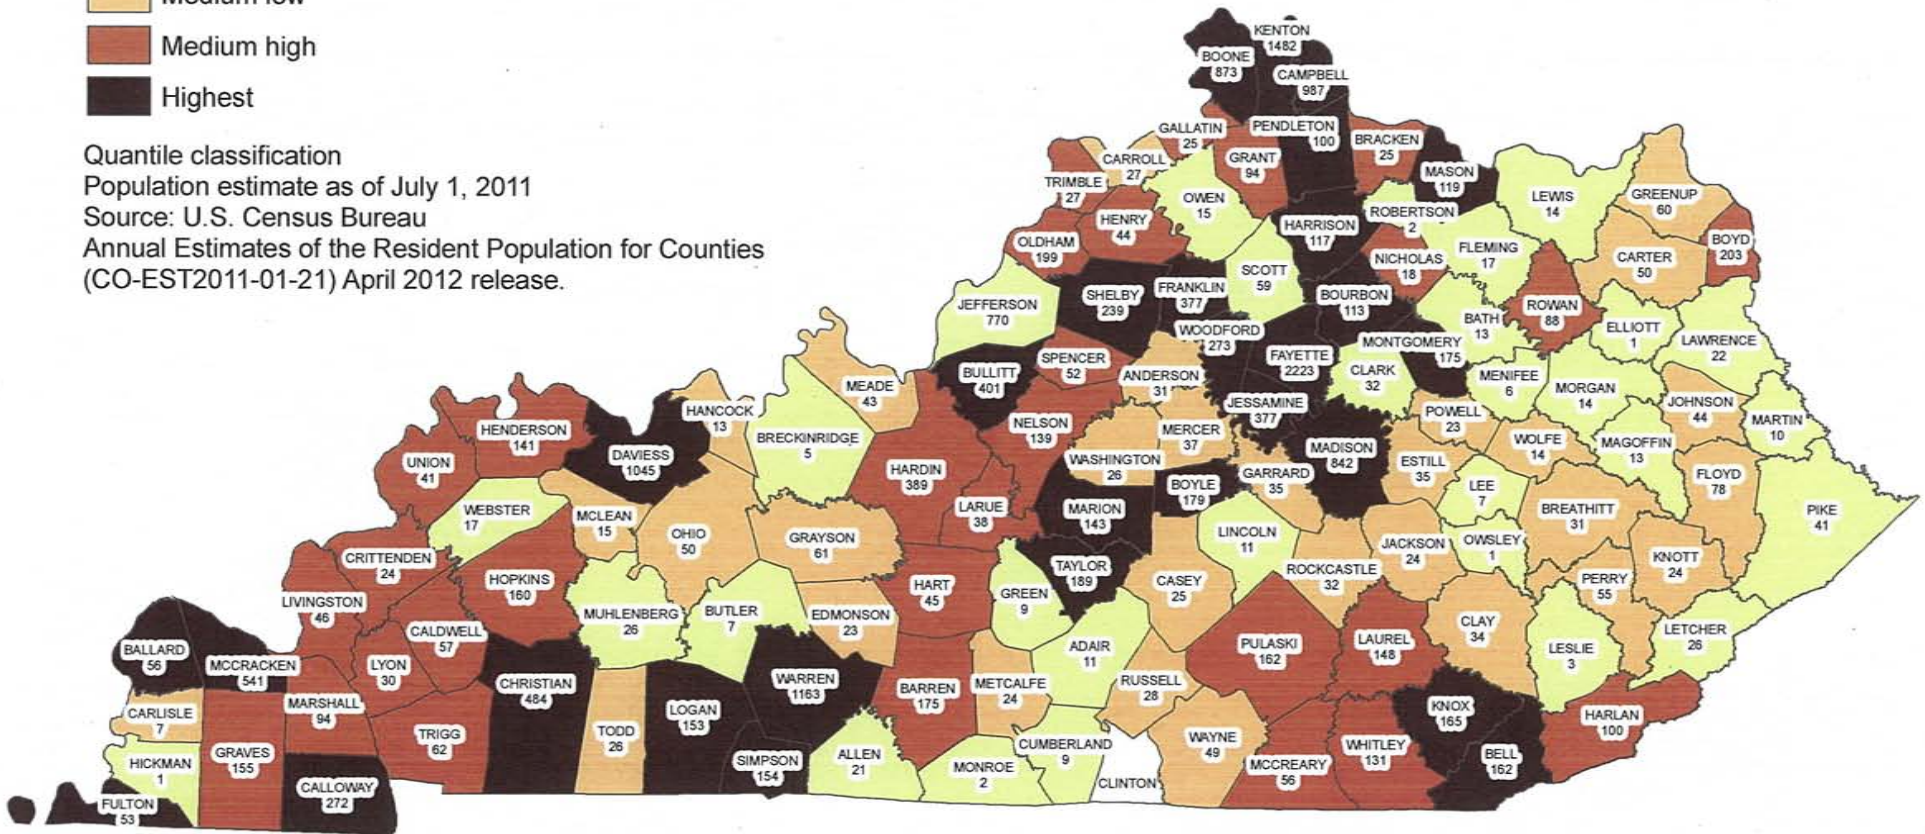 Medium low
Medium high
Highest
Quantile classification
Population estimate as of July 1, 2011
Source: U.S. Census Bureau
Annual Estimates of the Resident Population for Counties
(CO-EST2011-01-21) April 2012 release.
KENTON
1482
BOONE
873
CAMPBELL
987
GALLATIN
25
PENDLETON
100
BRACKEN
25
CARROLL
27
GRANT
94
MASON
119
TRIMBLE
27
OWEN
15
LEWIS
14
GREENUP
60
HENRY
44
HARRISON
117
ROBERTSON
2
OLDHAM
199
FLEMING
17
BOYD
203
NICHOLAS
18
CARTER
50
SCOTT
59
JEFFERSON
770
SHELBY
239
FRANKLIN
377
BOURBON
113
ROWAN
88
BATH
13
ELLIOTT
1
WOODFORD
273
MONTGOMERY
175
LAWRENCE
22
SPENCER
52
FAYETTE
2223
BULLITT
401
ANDERSON
31
CLARK
32
MENIFEE
6
MORGAN
14
MEADE
43
JESSAMINE
377
POWELL
23
JOHNSON
44
HANCOCK
13
MARTIN
10
HENDERSON
141
BRECKINRIDGE
5
NELSON
139
MERCER
37
WOLFE
14
MAGOFFIN
13
MADISON
842
UNION
41
DAVIESS
1045
HARDIN
389
WASHINGTON
26
GARRARD
35
ESTILL
35
FLOYD
78
BOYLE
179
LEE
7
WEBSTER
17
MCLEAN
15
LARUE
38
MARION
143
BREATHITT
31
PIKE
41
OHIO
50
GRAYSON
61
LINCOLN
11
JACKSON
24
OWSLEY
1
CRITTENDEN
24
KNOTT
24
HOPKINS
160
HART
45
TAYLOR
189
CASEY
25
ROCKCASTLE
32
PERRY
55
LIVINGSTON
46
MUHLENBERG
26
BUTLER
7
EDMONSON
23
GREEN
9
CALDWELL
57
CLAY
34
LETCHER
26
BALLARD
56
MCCRACKEN
541
LYON
30
ADAIR
11
PULASKI
162
LAUREL
148
LESLIE
3
CHRISTIAN
484
WARREN
1163
BARREN
175
METCALFE
24
RUSSELL
28
MARSHALL
94
CARLISLE
7
LOGAN
153
KNOX
165
HARLAN
100
TRIGG
62
TODD
26
WAYNE
49
WHITLEY
131
GRAVES
155
ALLEN
21
CUMBERLAND
9
HICKMAN
1
SIMPSON
154
MONROE
2
MCCREARY
56
BELL
162
CALLOWAY
272
CLINTON
FULTON
53